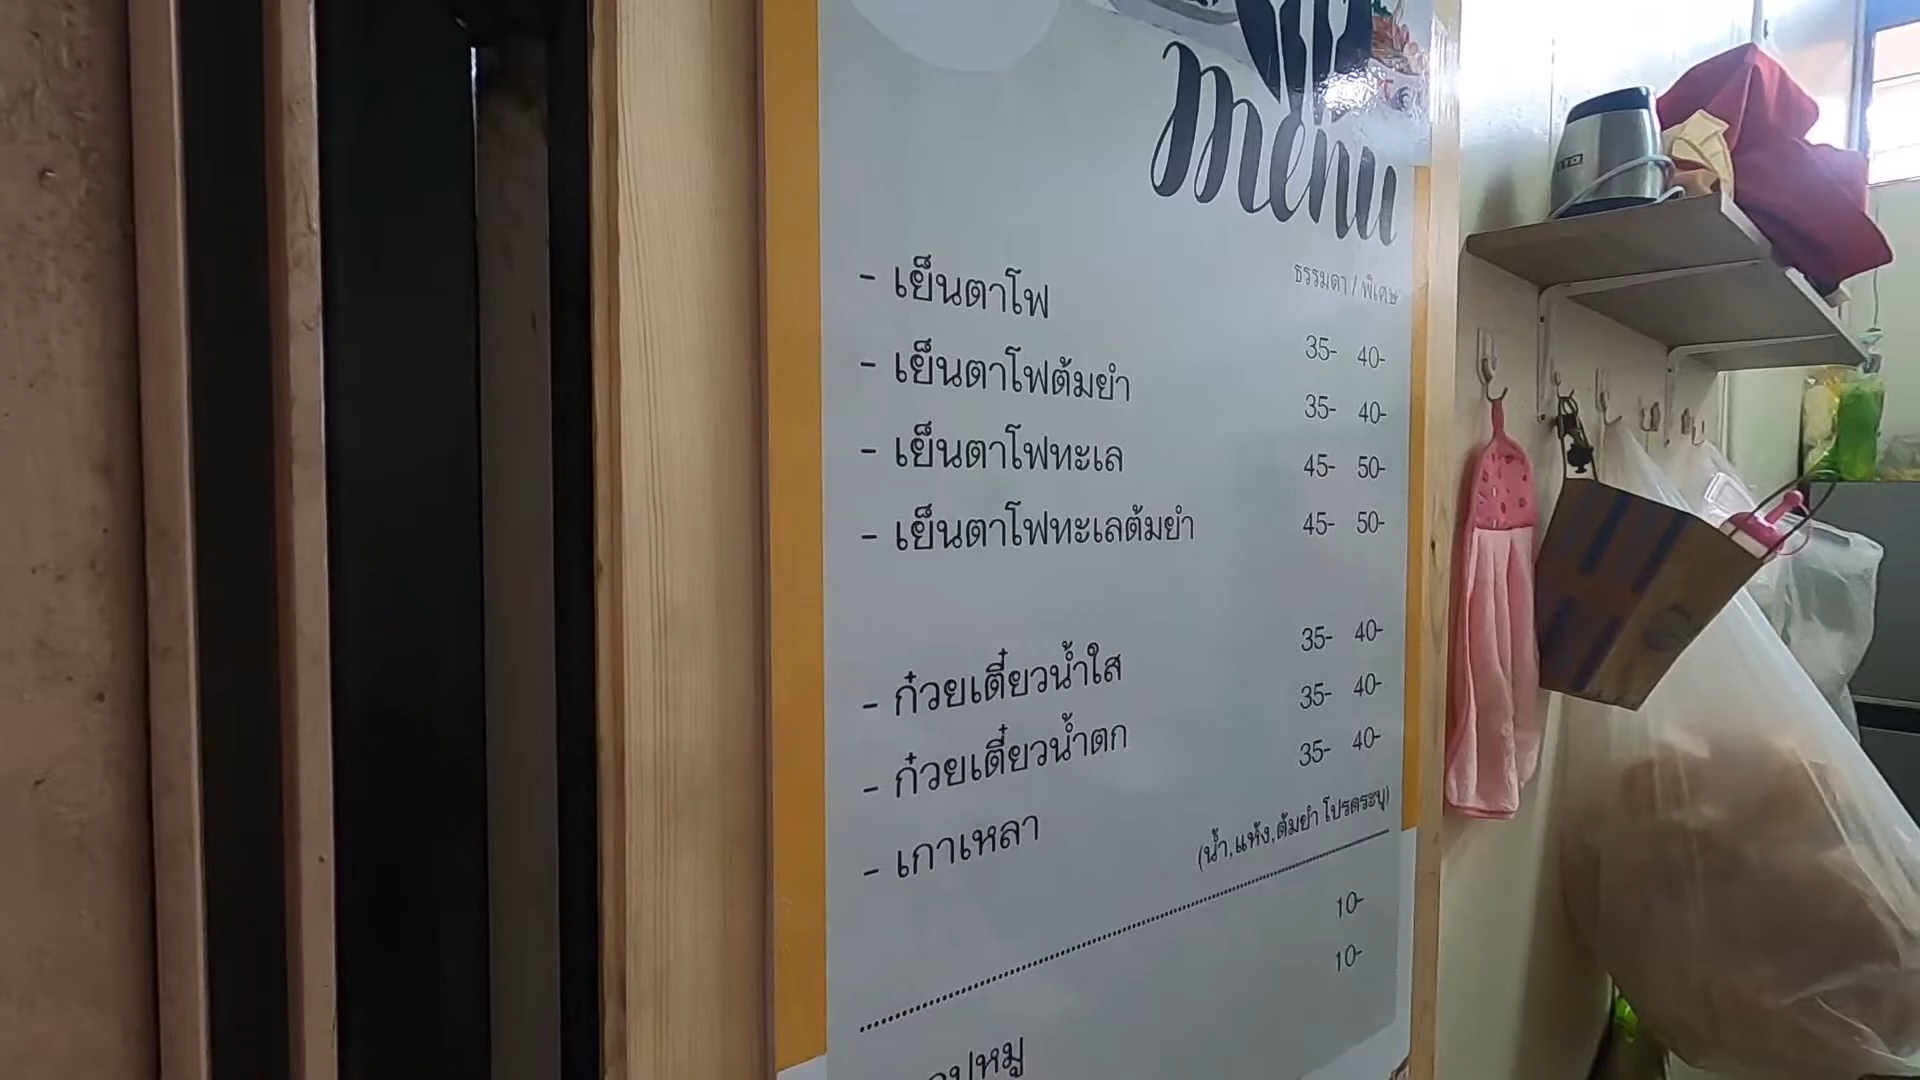 Menu
ธรรมดา / พิเศษ
- เย็นตาโฟ 35- 40-
- เย็นตาโฟต้มยำ 35- 40-
- เย็นตาโฟทะเล 45- 50-
- เย็นตาโฟทะเลต้มยำ 45- 50-
- ก๋วยเตี๋ยวน้ำใส 35- 40-
- ก๋วยเตี๋ยวน้ำตก 35- 40-
- เกาเหลา 35- 40-
(น้ำ,แห้ง,ต้มยำ โปรดระบุ)
10-
10-